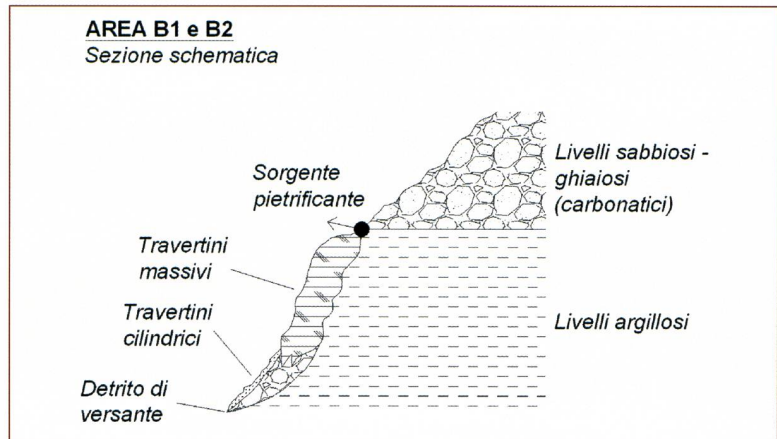 AREA B1 e B2
Sezione schematica
Sorgente
pietrificante
Livelli sabbiosi -
ghiaiosi
(carbonatici)
Travertini
massivi
Travertini
cilindrici
Livelli argillosi
Detrito di
versante